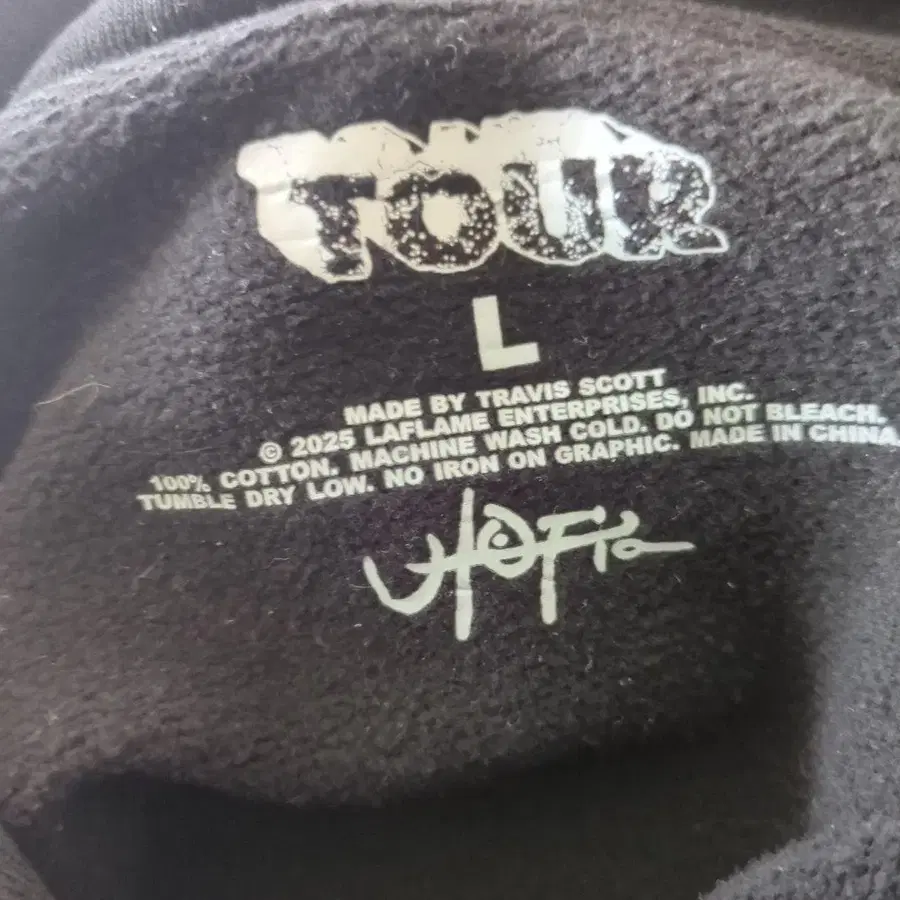 TOUR
L
MADE BY TRAVIS SCOTT
© 2025 LAFLAME ENTERPRISES, INC.
100% COTTON. MACHINE WASH COLD. DO NOT BLEACH.
TUMBLE DRY LOW. NO IRON ON GRAPHIC. MADE IN CHINA.
UTOPIA